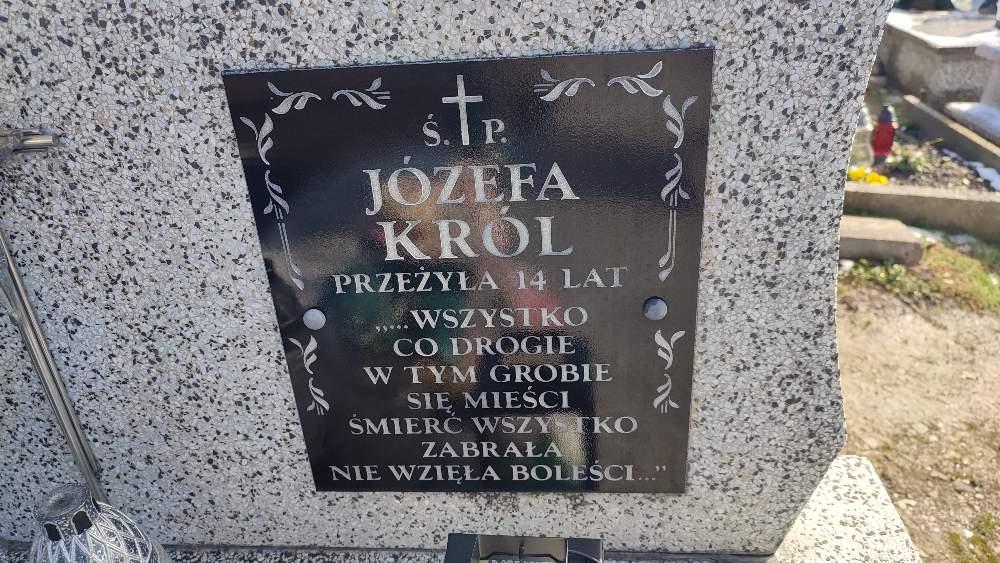 Ś. P.
JÓZEFA
KRÓL
PRZEŻYŁA 14 LAT
„...WSZYSTKO
CO DROGIE
W TYM GROBIE
SIĘ MIEŚCI
ŚMIERĆ WSZYSTKO
ZABRAŁA
NIE WZIĘŁA BOLEŚCI..."